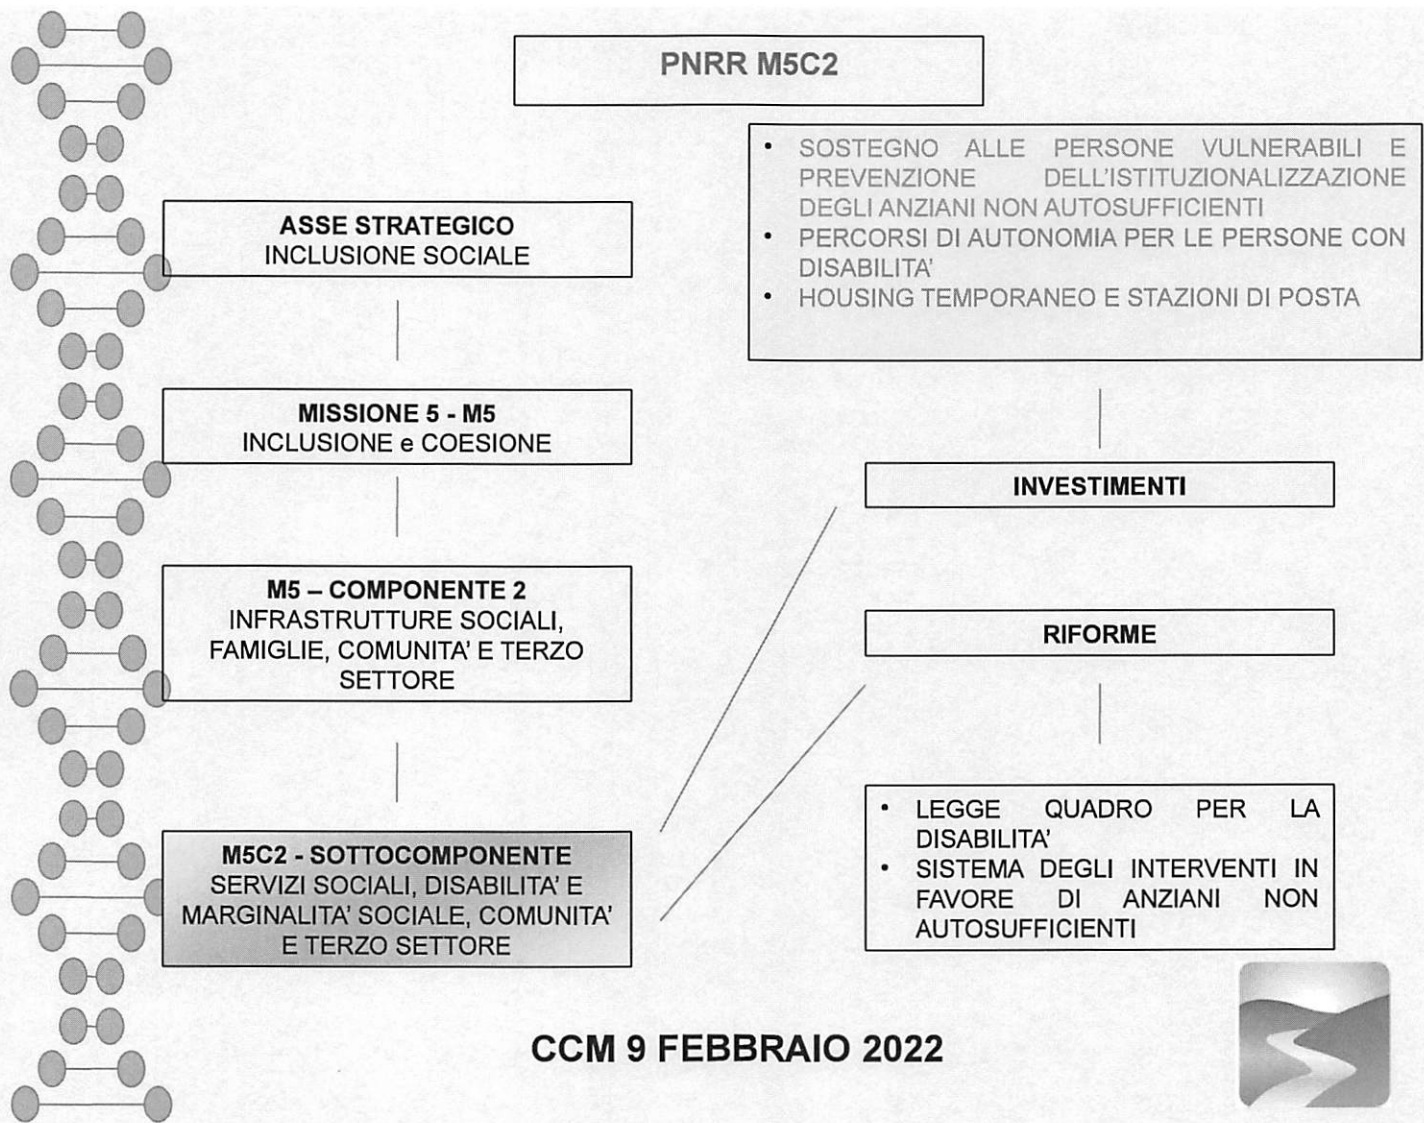 PNRR M5C2
ASSE STRATEGICO
INCLUSIONE SOCIALE
MISSIONE 5 - M5
INCLUSIONE e COESIONE
M5 – COMPONENTE 2
INFRASTRUTTURE SOCIALI,
FAMIGLIE, COMUNITA' E TERZO
SETTORE
M5C2 - SOTTOCOMPONENTE
SERVIZI SOCIALI, DISABILITA' E
MARGINALITA' SOCIALE, COMUNITA'
E TERZO SETTORE
• SOSTEGNO ALLE PERSONE VULNERABILI E
PREVENZIONE DELL'ISTITUZIONALIZZAZIONE
DEGLI ANZIANI NON AUTOSUFFICIENTI
• PERCORSI DI AUTONOMIA PER LE PERSONE CON
DISABILITA'
• HOUSING TEMPORANEO E STAZIONI DI POSTA
INVESTIMENTI
RIFORME
• LEGGE QUADRO PER LA
DISABILITA'
• SISTEMA DEGLI INTERVENTI IN
FAVORE DI ANZIANI NON
AUTOSUFFICIENTI
CCM 9 FEBBRAIO 2022